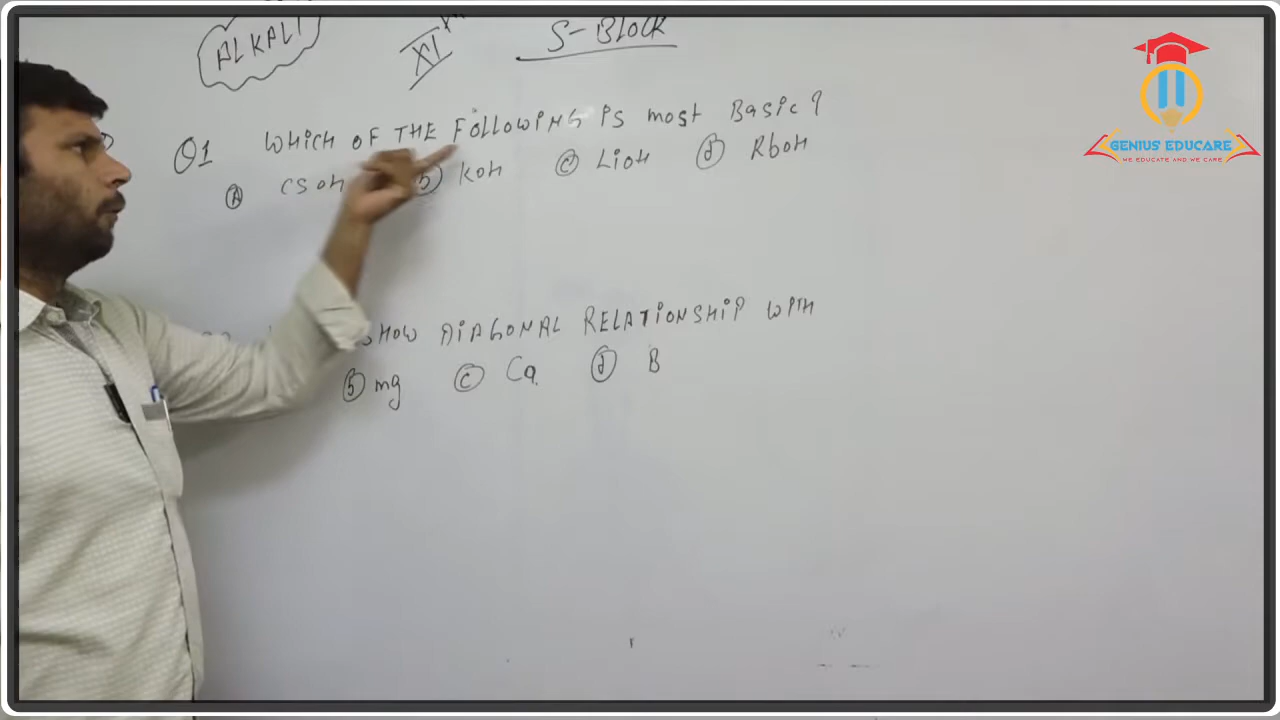 ALKALI
XI
S-BLOCK
Q1 WHiCH OF THE FOLLOWiNG iS most Basic ?
(A) CSOH (b) KOH (C) LiOH (d) RbOH
SHOW DiAGONAL RELATiONSHiP WiTH
(b) mg (C) Ca (d) B
GENIUS EDUCARE
WE EDUCATE AND WE CARE